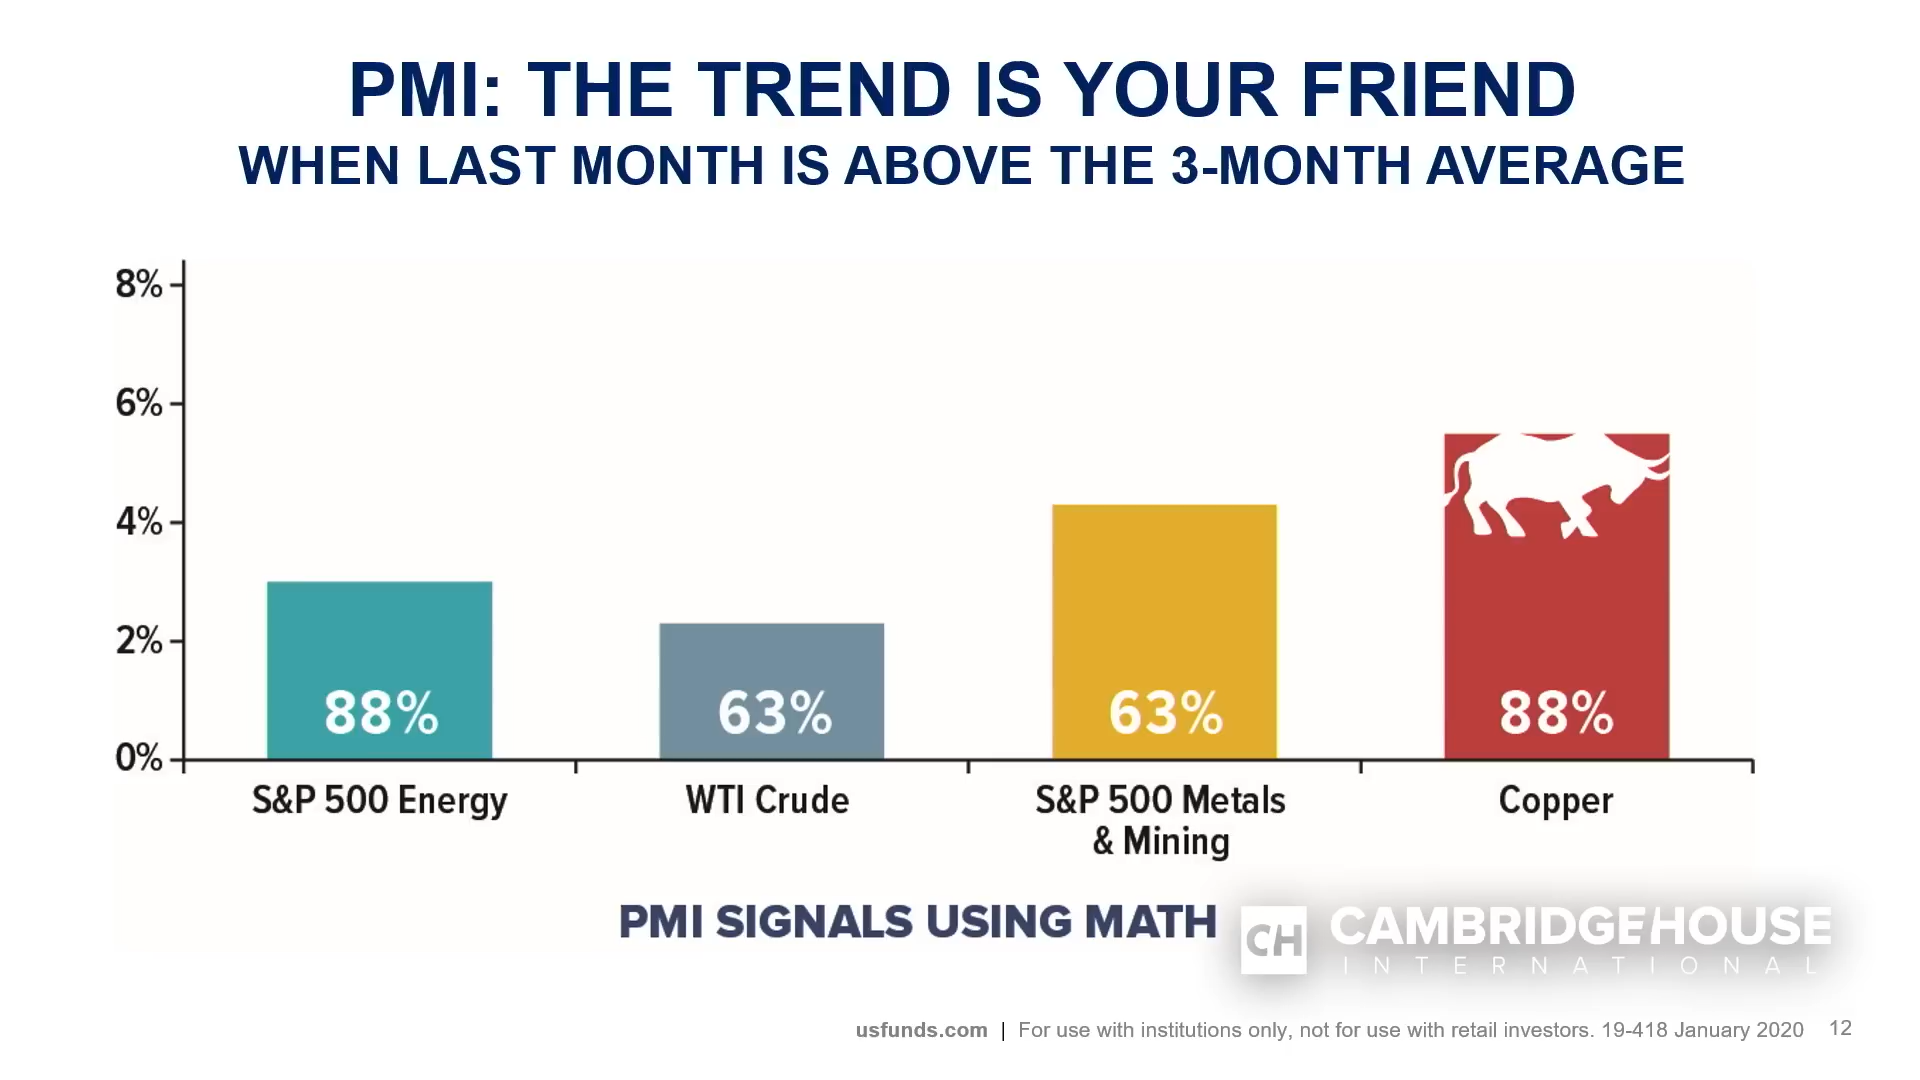 PMI: THE TREND IS YOUR FRIEND
WHEN LAST MONTH IS ABOVE THE 3-MONTH AVERAGE
8%
6%
4%
2%
0%
88%
63%
63%
88%
S&P 500 Energy
WTI Crude
S&P 500 Metals
& Mining
Copper
PMI SIGNALS USING MATH
CH
CAMBRIDGEHOUSE
INTERNATIONAL
usfunds.com | For use with institutions only, not for use with retail investors. 19-418 January 2020 12